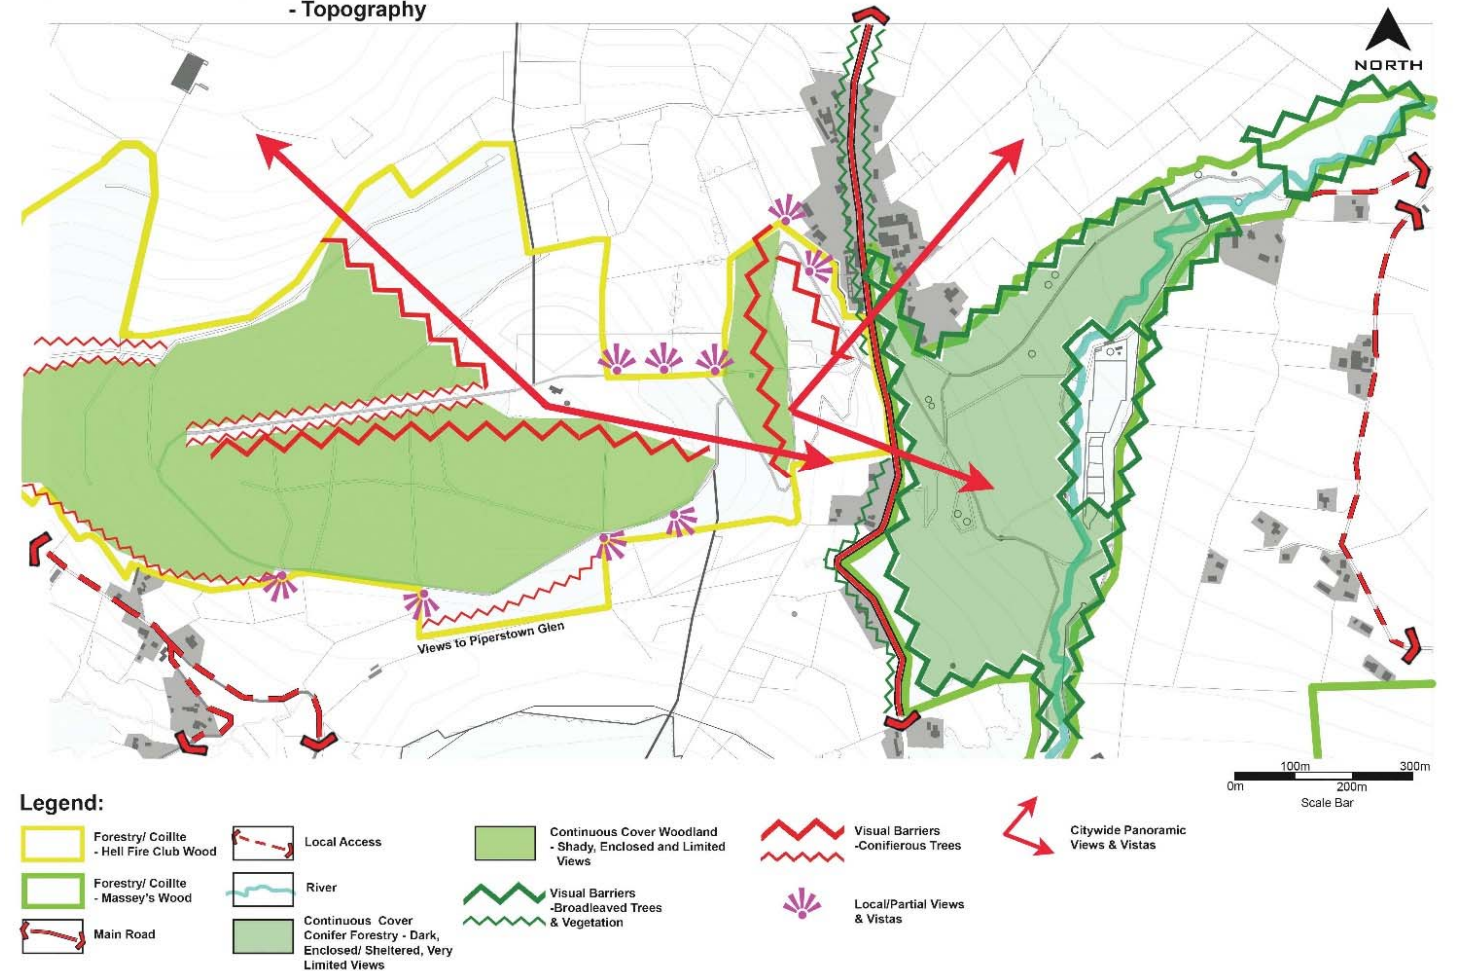 - Topography
NORTH
Views to Piperstown Glen
100m 300m
0m 200m
Scale Bar
Legend:
Forestry/ Coillte
- Hell Fire Club Wood
Forestry/ Coillte
- Massey's Wood
Main Road
Local Access
River
Continuous Cover
Conifer Forestry - Dark,
Enclosed/ Sheltered, Very
Limited Views
Continuous Cover Woodland
- Shady, Enclosed and Limited
Views
Visual Barriers
-Broadleaved Trees
& Vegetation
Visual Barriers
-Conifierous Trees
Local/Partial Views
& Vistas
Citywide Panoramic
Views & Vistas